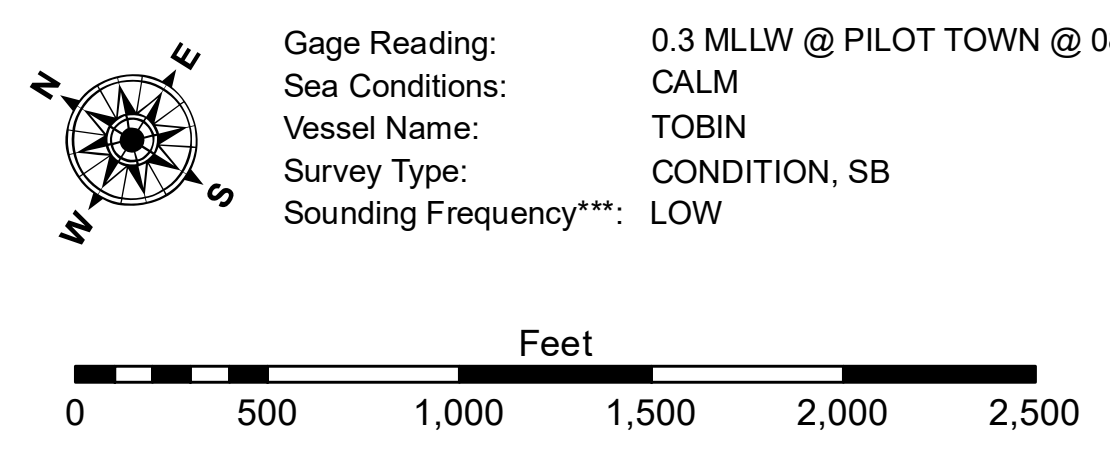 N
E
S
W
Gage Reading: 0.3 MLLW @ PILOT TOWN @
Sea Conditions: CALM
Vessel Name: TOBIN
Survey Type: CONDITION, SB
Sounding Frequency***: LOW
Feet
0 500 1,000 1,500 2,000 2,500